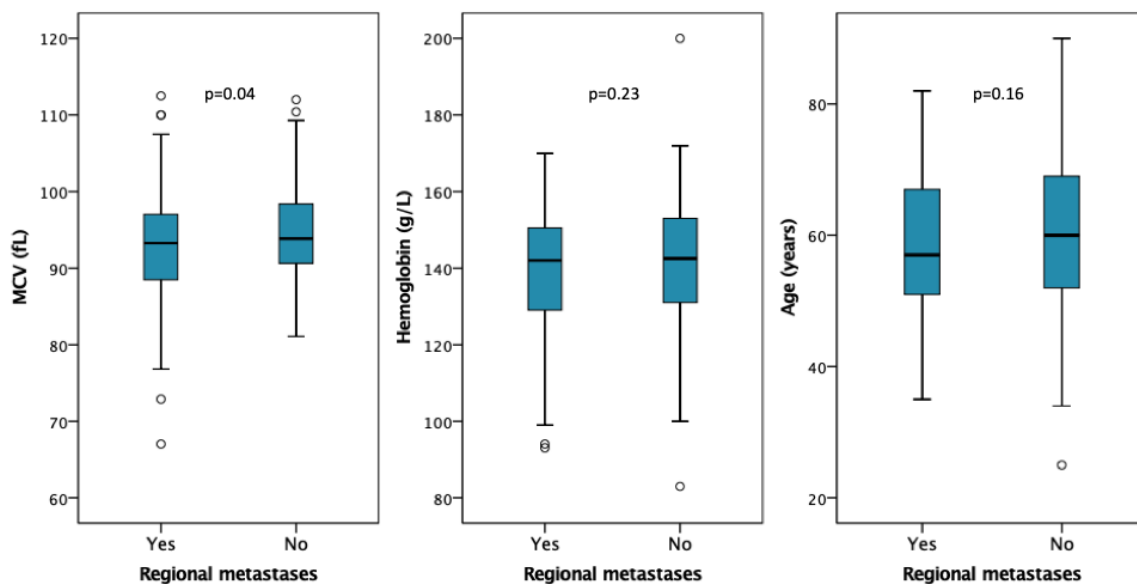 MCV (fL)
120
110
100
90
80
70
60
p=0.04
Yes
No
Regional metastases
Hemoglobin (g/L)
200
180
160
140
120
100
80
p=0.23
Yes
No
Regional metastases
Age (years)
80
60
40
20
p=0.16
Yes
No
Regional metastases